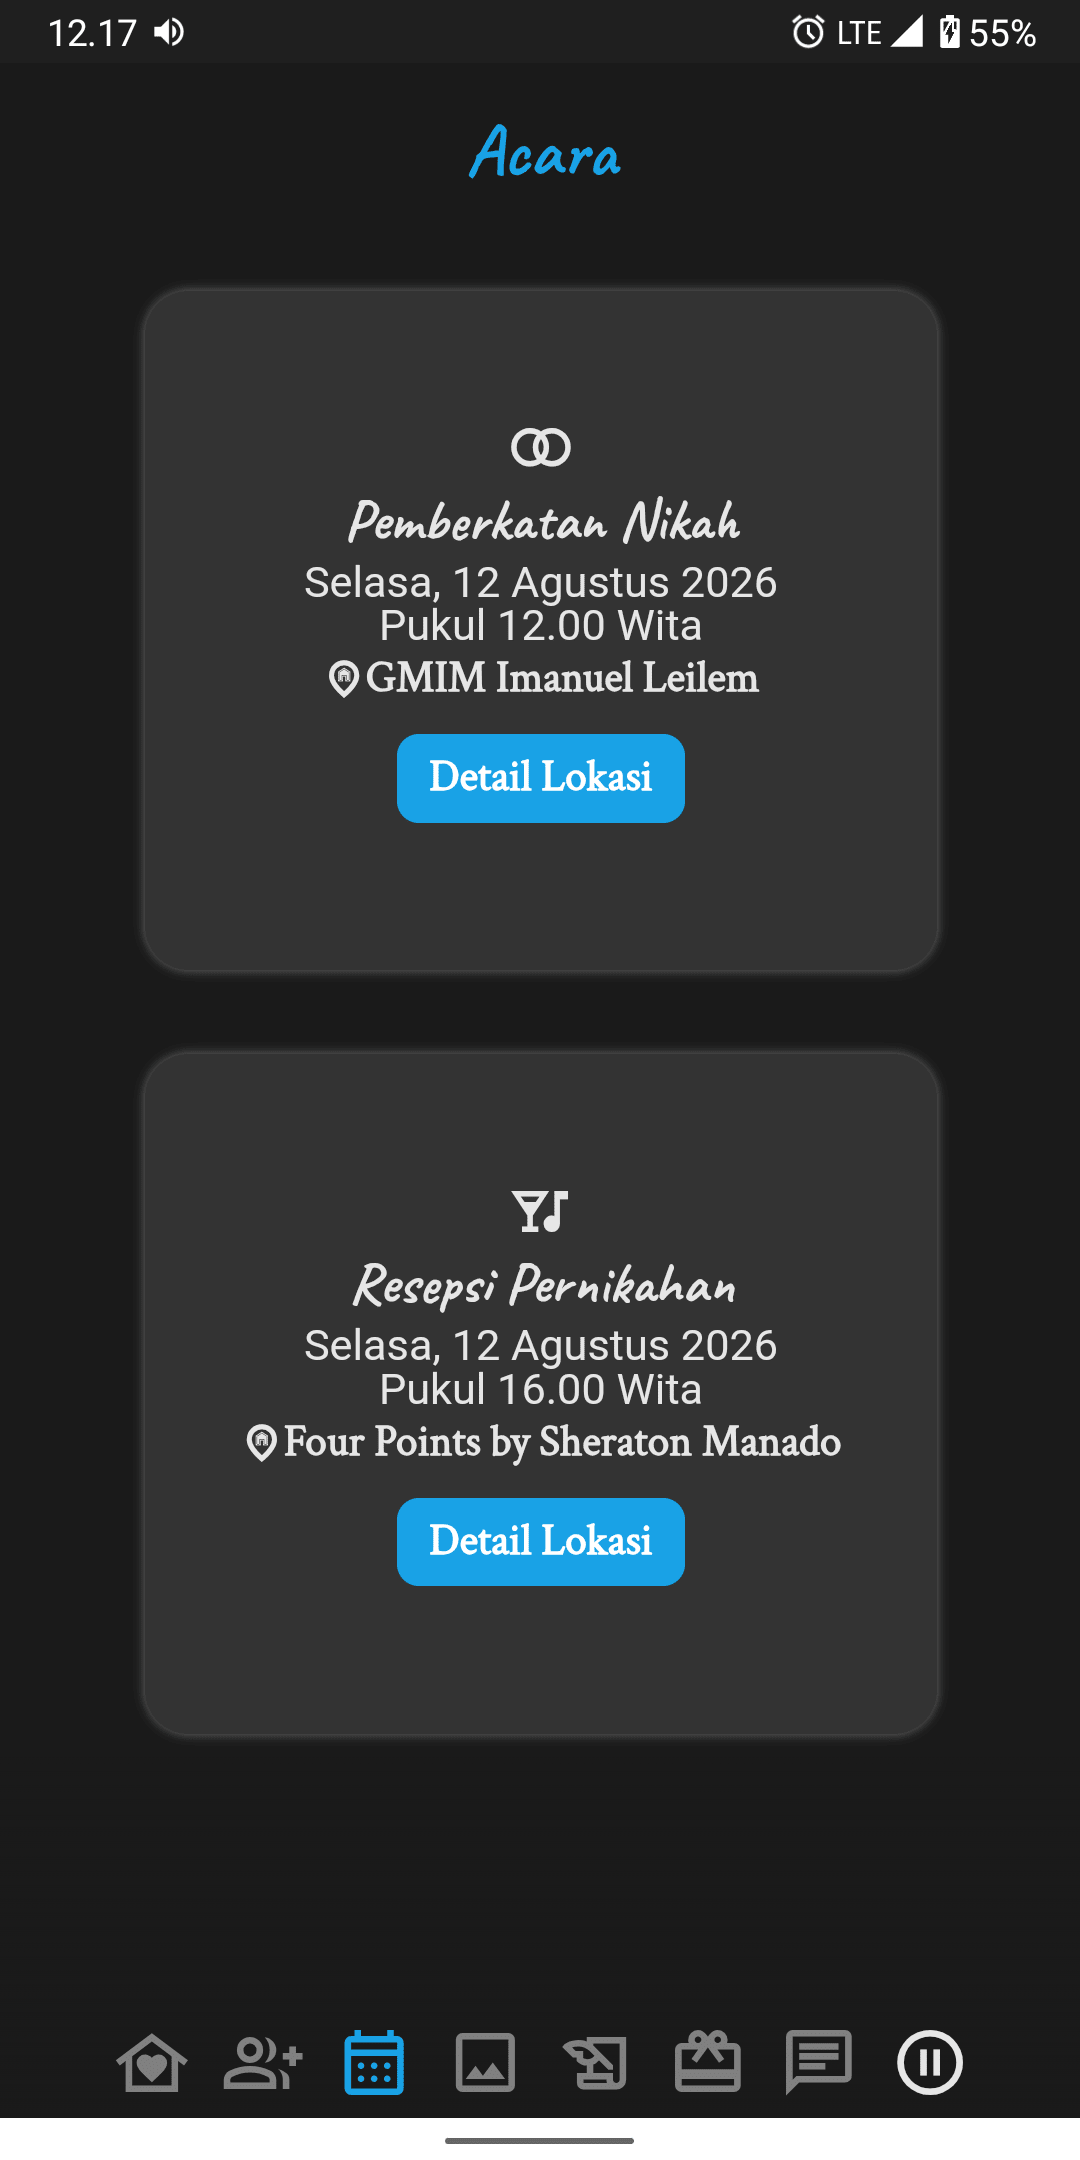 12.17
LTE
55%
Acara
Pemberkatan Nikah
Selasa, 12 Agustus 2026
Pukul 12.00 Wita
GMIM Imanuel Leilem
Detail Lokasi
Resepsi Pernikahan
Selasa, 12 Agustus 2026
Pukul 16.00 Wita
Four Points by Sheraton Manado
Detail Lokasi